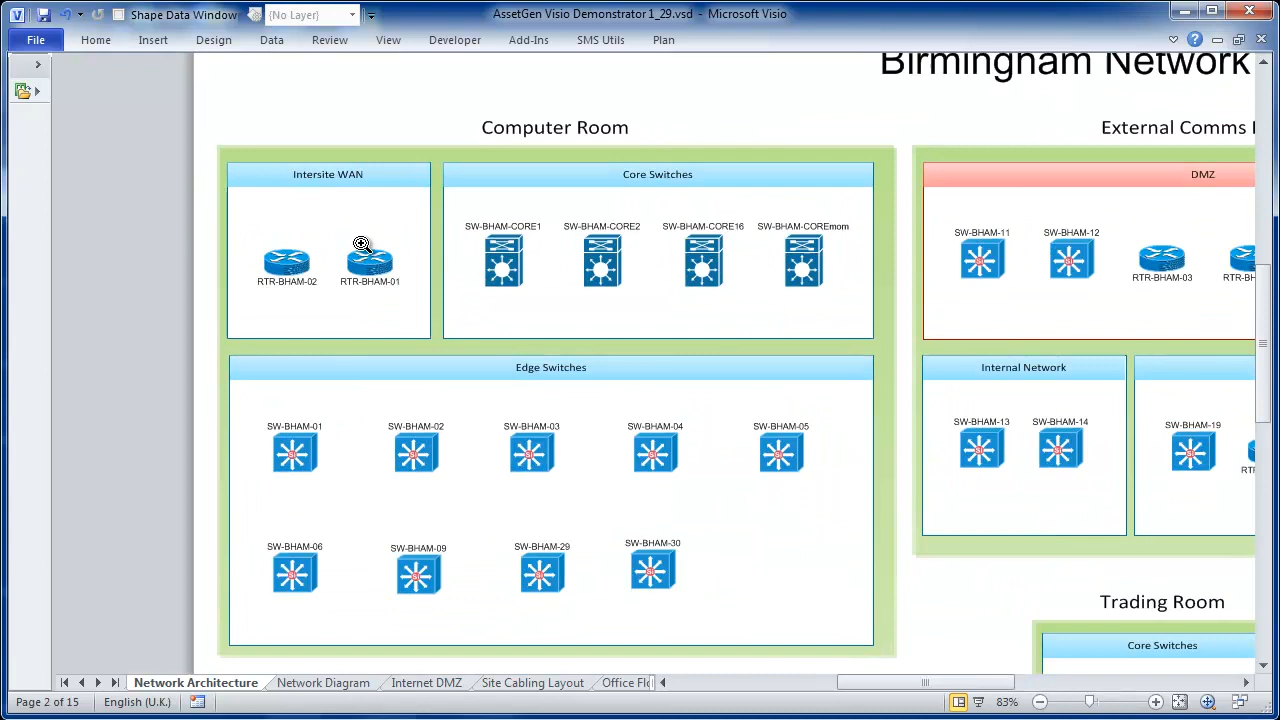 Shape Data Window
{No Layer}
AssetGen Visio Demonstrator 1_29.vsd - Microsoft Visio
File
Home
Insert
Design
Data
Review
View
Developer
Add-Ins
SMS Utils
Plan
Birmingham Network
Computer Room
External Comms
Intersite WAN
Core Switches
DMZ
SW-BHAM-CORE1
SW-BHAM-CORE2
SW-BHAM-CORE16
SW-BHAM-COREmom
SW-BHAM-11
SW-BHAM-12
RTR-BHAM-02
RTR-BHAM-01
RTR-BHAM-03
RTR-BH
Edge Switches
Internal Network
SW-BHAM-01
SW-BHAM-02
SW-BHAM-03
SW-BHAM-04
SW-BHAM-05
SW-BHAM-13
SW-BHAM-14
SW-BHAM-19
RT
SW-BHAM-06
SW-BHAM-09
SW-BHAM-29
SW-BHAM-30
Trading Room
Core Switches
Network Architecture
Network Diagram
Internet DMZ
Site Cabling Layout
Office Flo
Page 2 of 15
English (U.K.)
83%